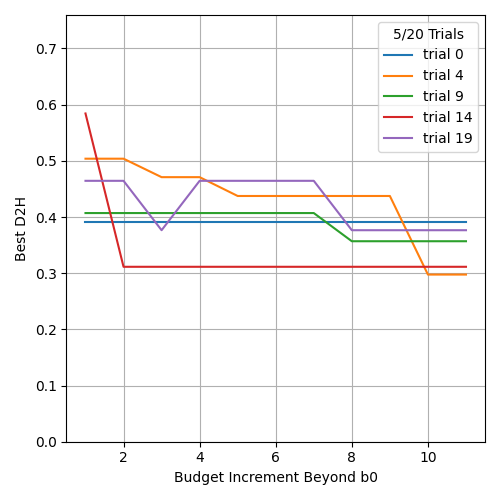 5/20 Trials
trial 0
trial 4
trial 9
trial 14
trial 19
Best D2H
0.7
0.6
0.5
0.4
0.3
0.2
0.1
0.0
2 4 6 8 10
Budget Increment Beyond b0